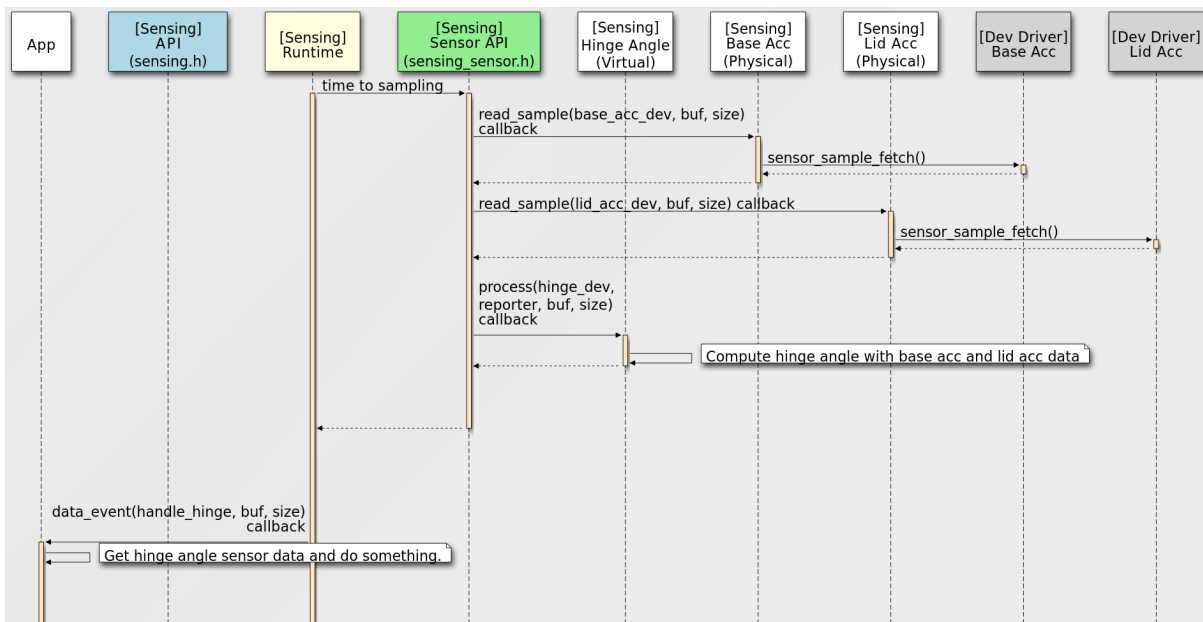 App
[Sensing]
API
(sensing.h)
[Sensing]
Runtime
[Sensing]
Sensor API
(sensing_sensor.h)
[Sensing]
Hinge Angle
(Virtual)
[Sensing]
Base Acc
(Physical)
[Sensing]
Lid Acc
(Physical)
[Dev Driver]
Base Acc
[Dev Driver]
Lid Acc
time to sampling
read_sample(base_acc_dev, buf, size)
callback
sensor_sample_fetch()
read_sample(lid_acc_dev, buf, size) callback
sensor_sample_fetch()
process(hinge_dev,
reporter, buf, size)
callback
Compute hinge angle with base acc and lid acc data
data_event(handle_hinge, buf, size)
callback
Get hinge angle sensor data and do something.